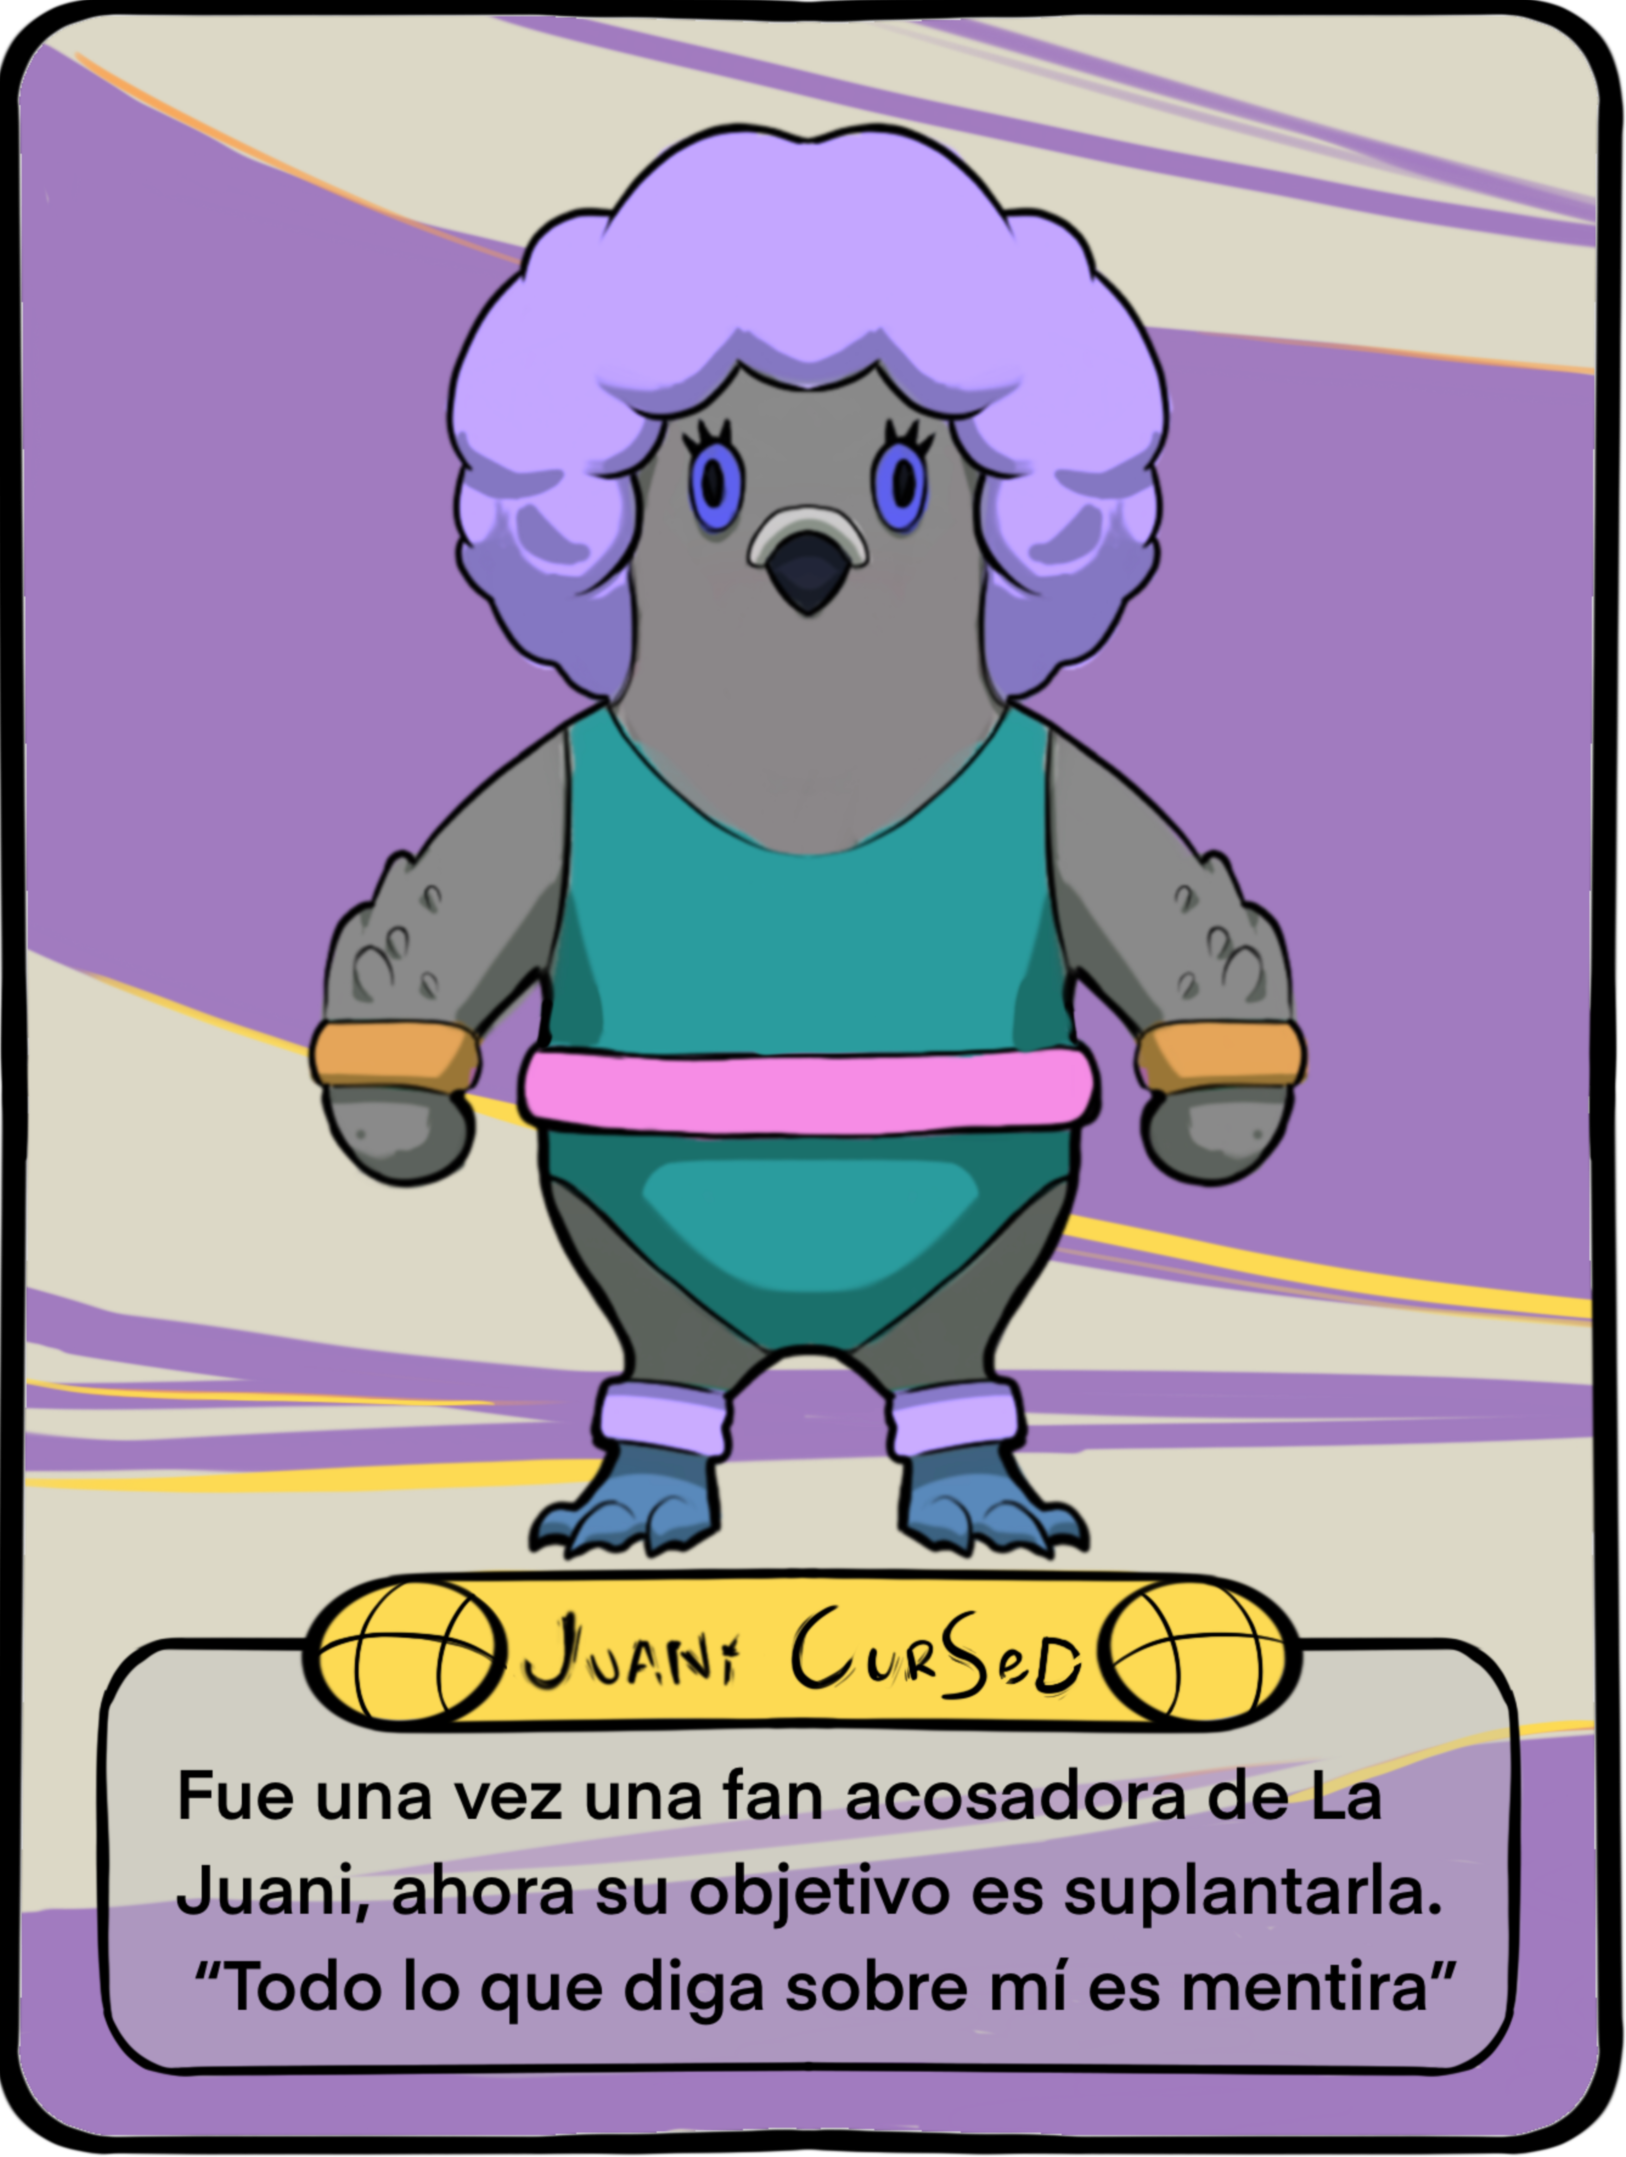 Juani Cursed
Fue una vez una fan acosadora de La
Juani, ahora su objetivo es suplantarla.
“Todo lo que diga sobre mí es mentira”